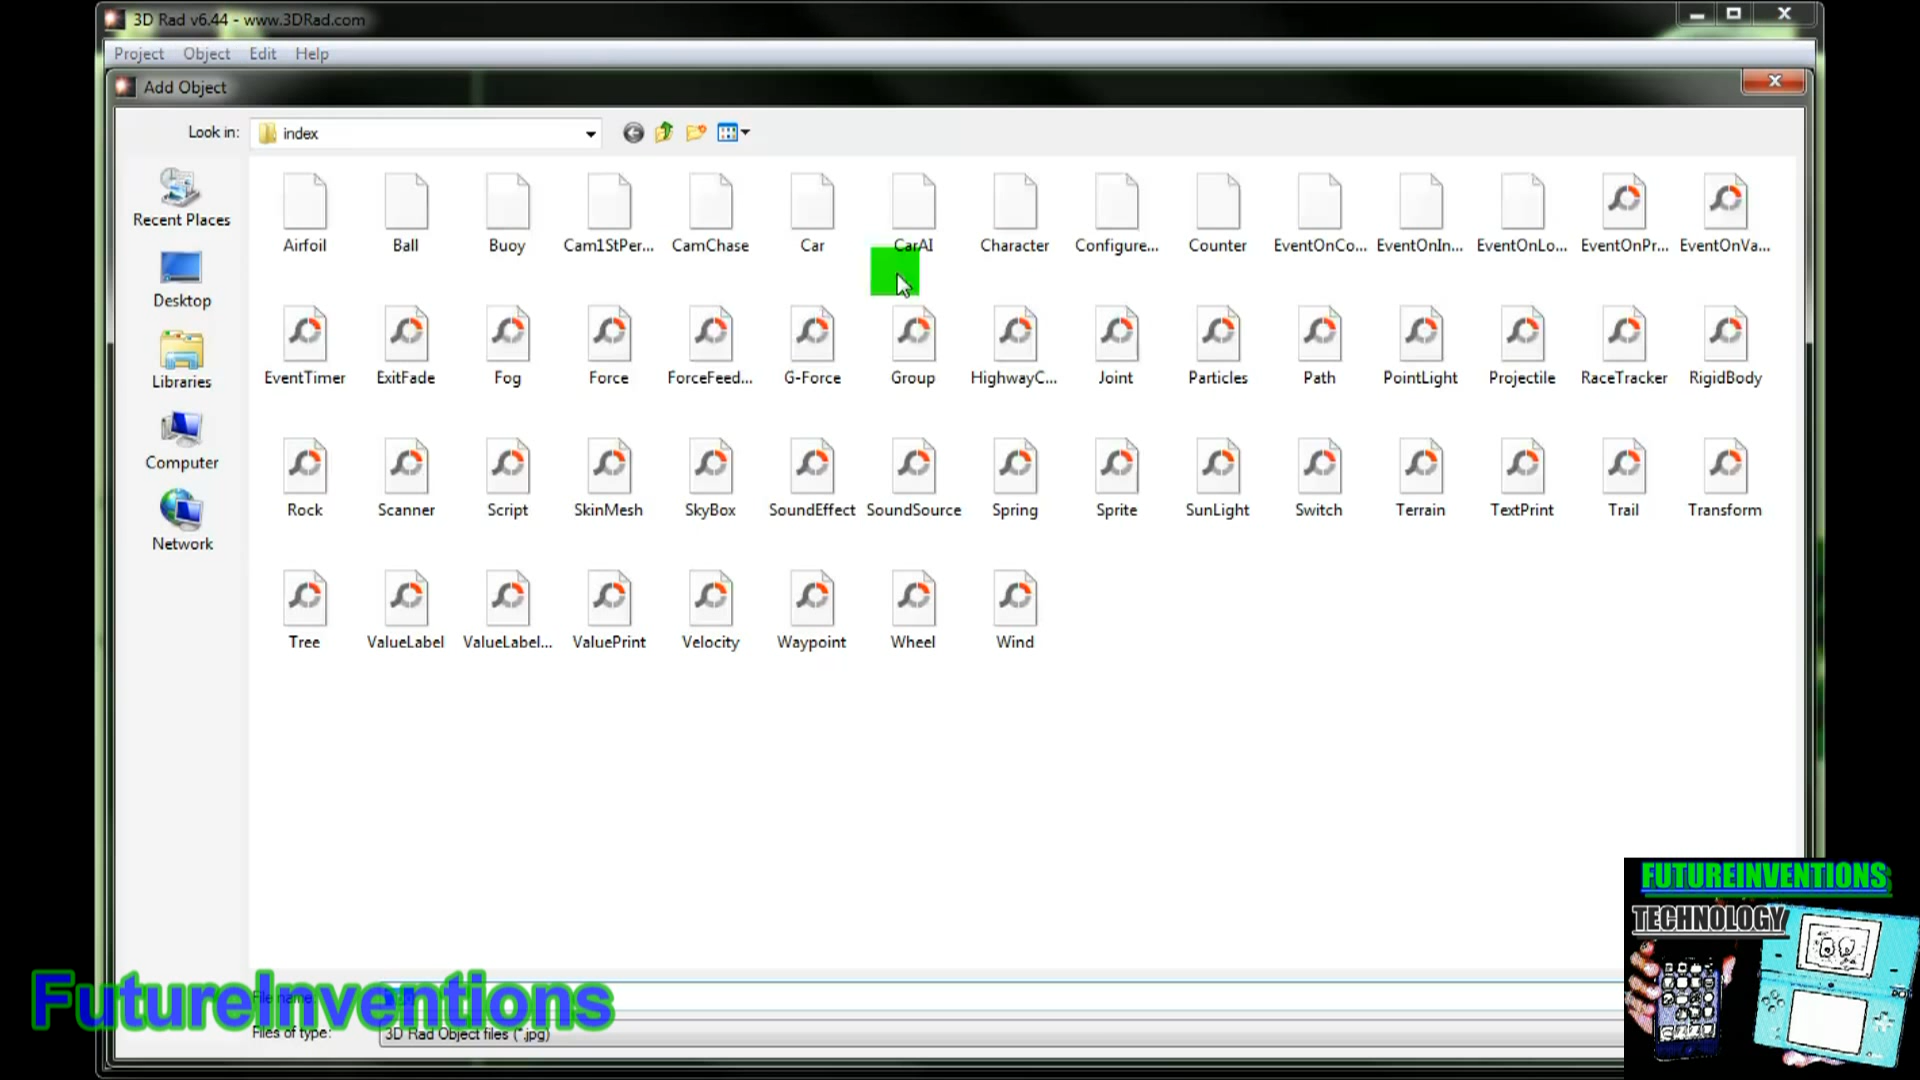 3D Rad v6.44 - www.3DRad.com
Project Object Edit Help
Add Object
Look in: index
Recent Places
Desktop
Libraries
Computer
Network
Airfoil Ball Buoy Cam1StPer... CamChase Car CarAI Character Configure... Counter EventOnCo... EventOnIn... EventOnLo... EventOnPr... EventOnVa...
EventTimer ExitFade Fog Force ForceFeed... G-Force Group HighwayC... Joint Particles Path PointLight Projectile RaceTracker RigidBody
Rock Scanner Script SkinMesh SkyBox SoundEffect SoundSource Spring Sprite SunLight Switch Terrain TextPrint Trail Transform
Tree ValueLabel ValueLabel... ValuePrint Velocity Waypoint Wheel Wind
File name:
FutureInventions
Files of type: 3D Rad Object files (*.jpg)
FUTUREINVENTIONS
TECHNOLOGY